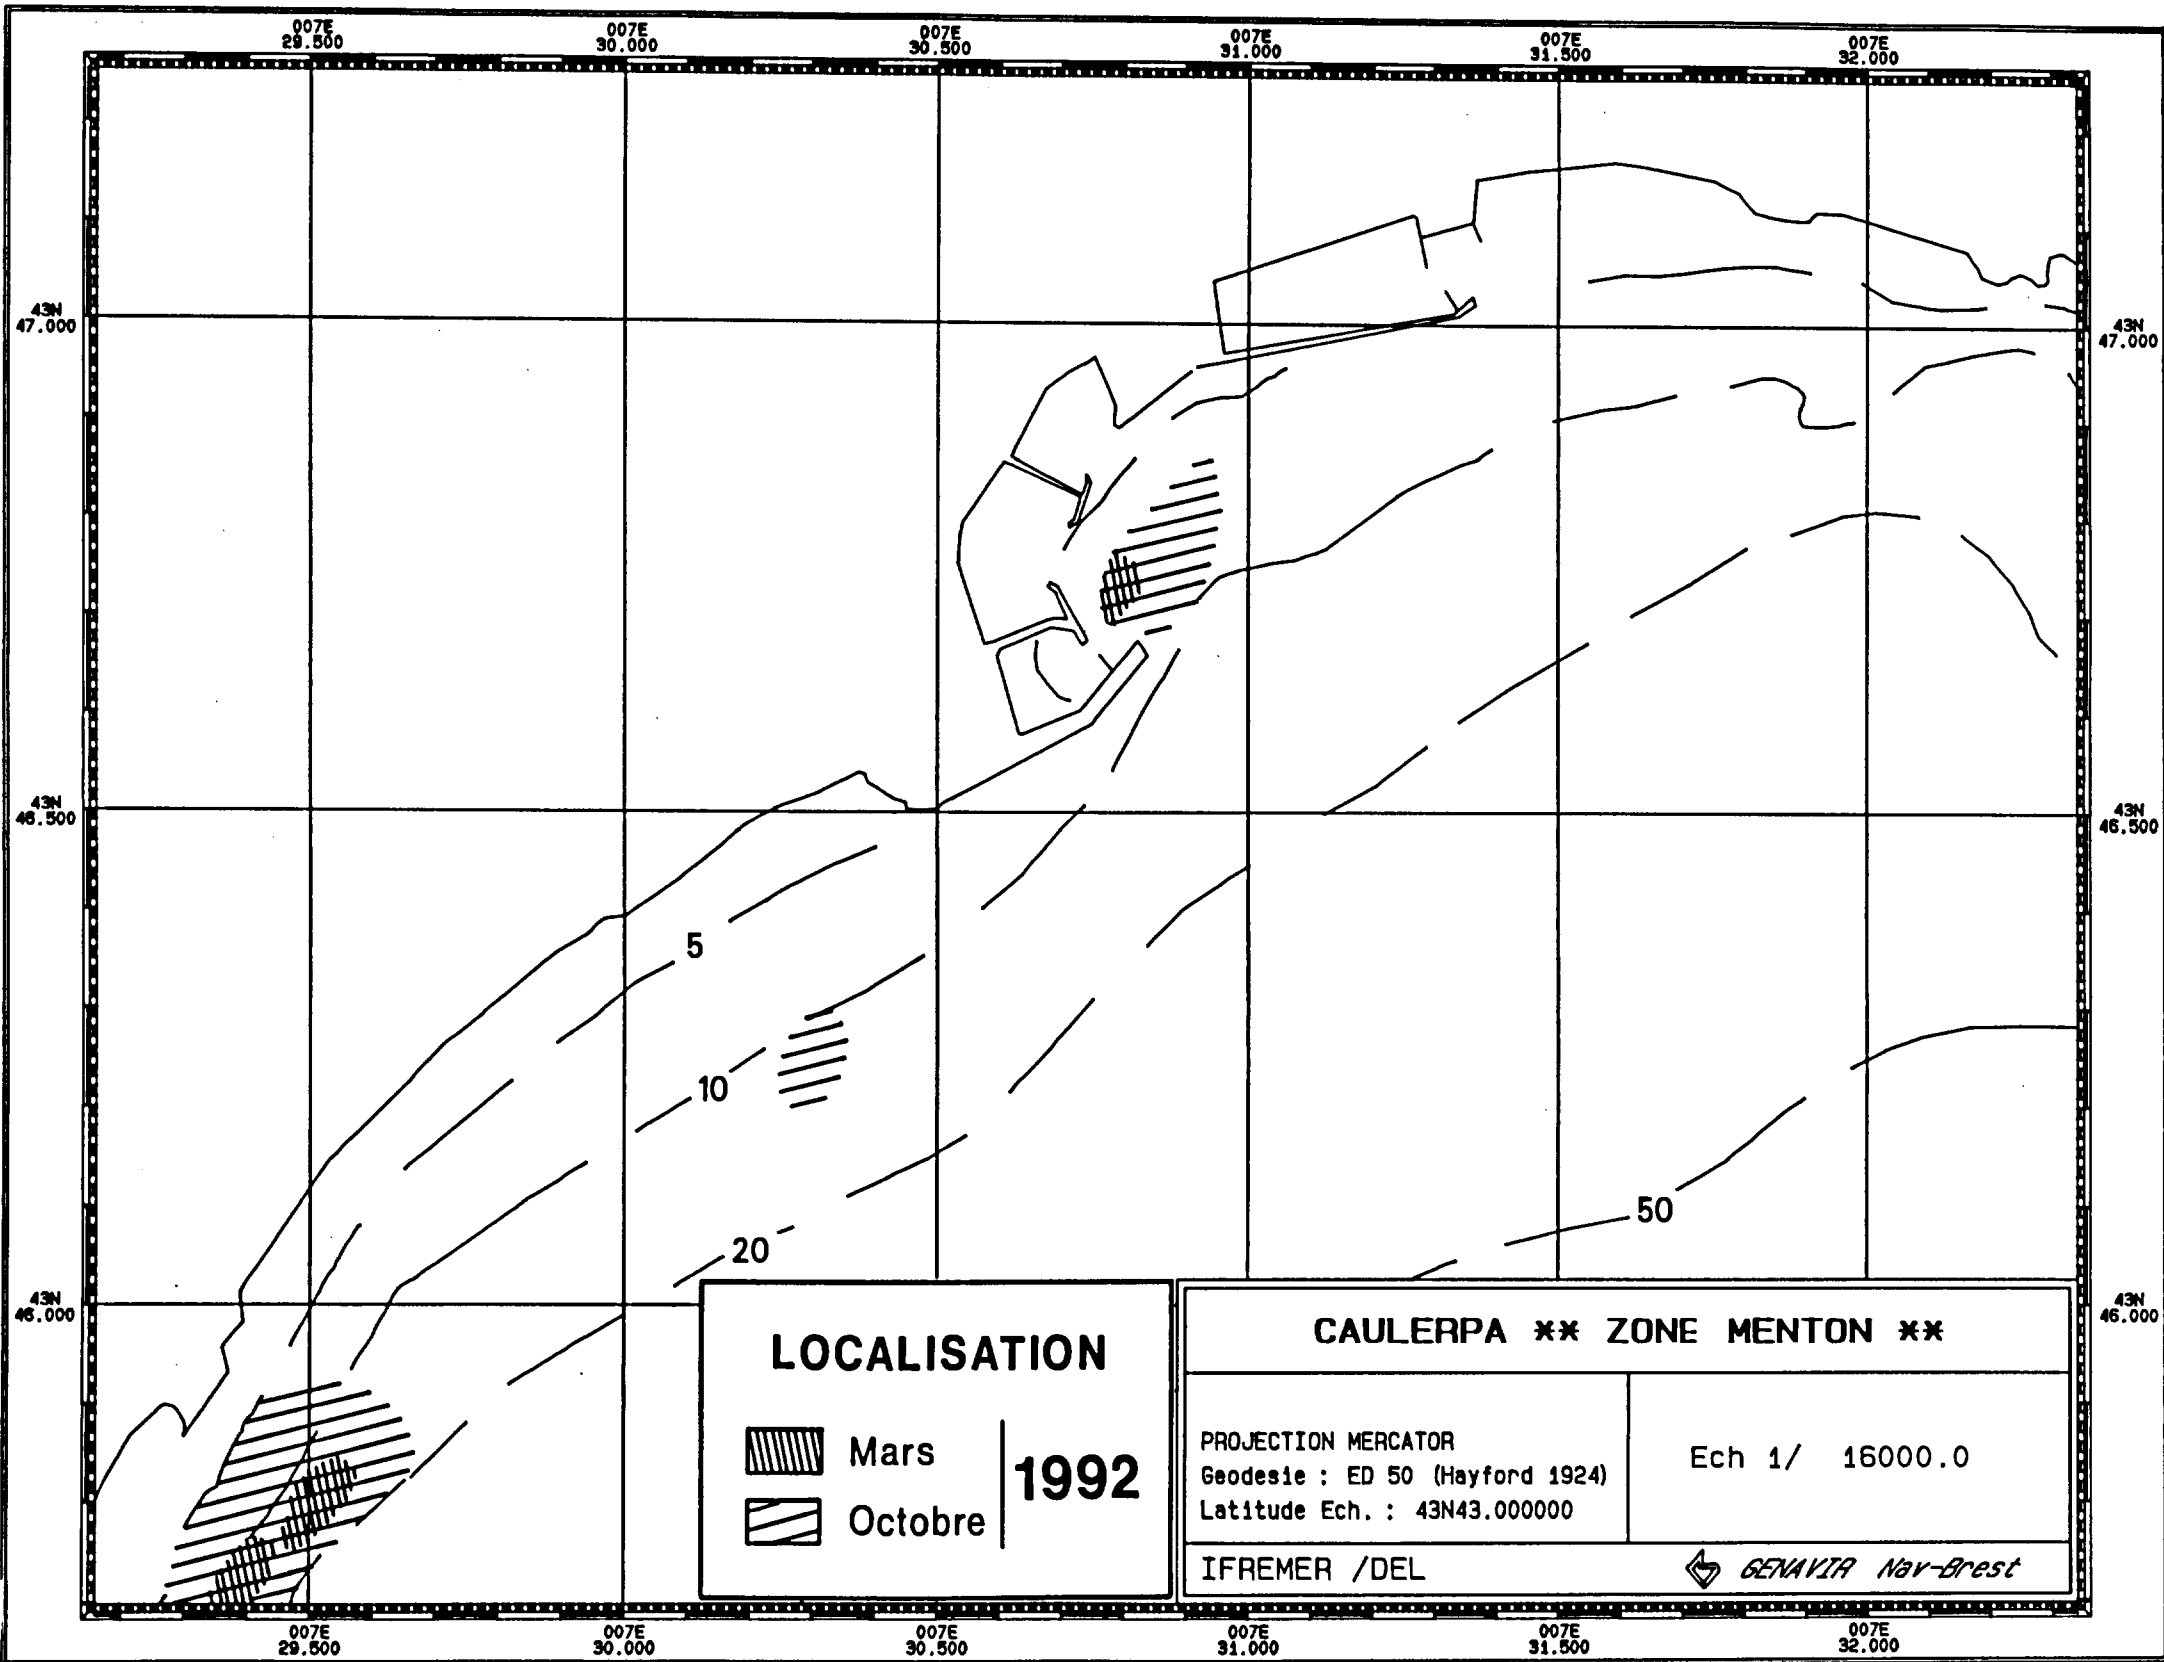 007E 007E 007E 007E 007E 007E
29.500 30.000 30.500 31.000 31.500 32.000
43N 43N
47.000 47.000
43N 43N
46.500 46.500
5
10
50
20
43N 43N
46.000 46.000
LOCALISATION
Mars
Octobre
1992
CAULERPA ** ZONE MENTON **
PROJECTION MERCATOR
Geodesie : ED 50 (Hayford 1924)
Latitude Ech. : 43N43.000000
Ech 1/ 16000.0
IFREMER /DEL
GENAVIR Nav-Brest
007E 007E 007E 007E 007E 007E
29.500 30.000 30.500 31.000 31.500 32.000